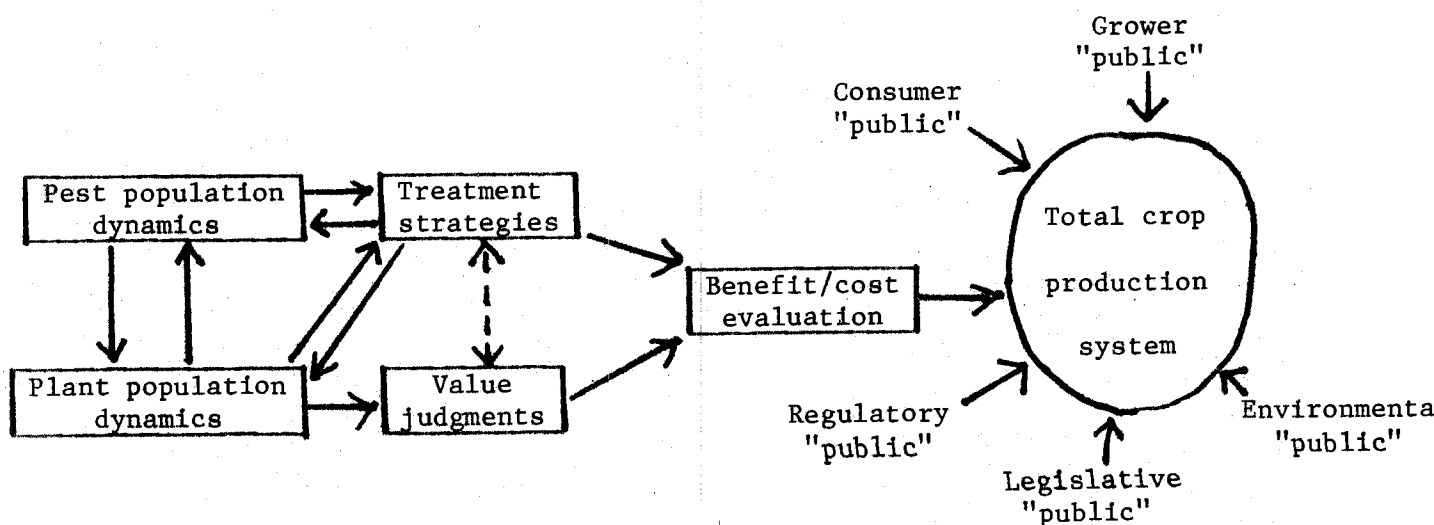 Grower
"public"
Consumer
"public"
Pest population
dynamics
Treatment
strategies
Total crop
production
system
Benefit/cost
evaluation
Plant population
dynamics
Value
judgments
Regulatory
"public"
Environmenta
"public"
Legislative
"public"